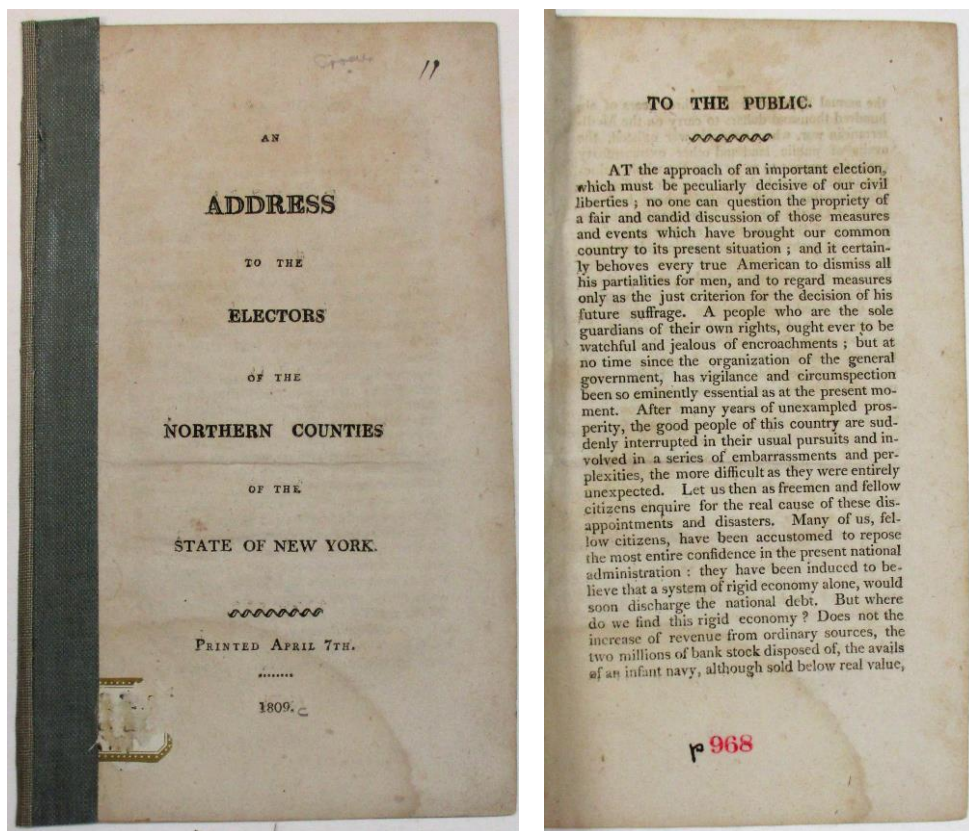 11
AN
ADDRESS
TO THE
ELECTORS
OF THE
NORTHERN COUNTIES
OF THE
STATE OF NEW YORK.
PRINTED APRIL 7TH.
1809.
TO THE PUBLIC.
AT the approach of an important election,
which must be peculiarly decisive of our civil
liberties ; no one can question the propriety of
a fair and candid discussion of those measures
and events which have brought our common
country to its present situation ; and it certain-
ly behoves every true American to dismiss all
his partialities for men, and to regard measures
only as the just criterion for the decision of his
future suffrage. A people who are the sole
guardians of their own rights, ought ever to be
watchful and jealous of encroachments ; but at
no time since the organization of the general
government, has vigilance and circumspection
been so eminently essential as at the present mo-
ment. After many years of unexampled pros-
perity, the good people of this country are sud-
denly interrupted in their usual pursuits and in-
volved in a series of embarrassments and per-
plexities, the more difficult as they were entirely
unexpected. Let us then as freemen and fellow
citizens enquire for the real cause of these dis-
appointments and disasters. Many of us, fel-
low citizens, have been accustomed to repose
the most entire confidence in the present national
administration : they have been induced to be-
lieve that a system of rigid economy alone, would
soon discharge the national debt. But where
do we find this rigid economy ? Does not the
increase of revenue from ordinary sources, the
two millions of bank stock disposed of, the avails
of an infant navy, although sold below real value,
968